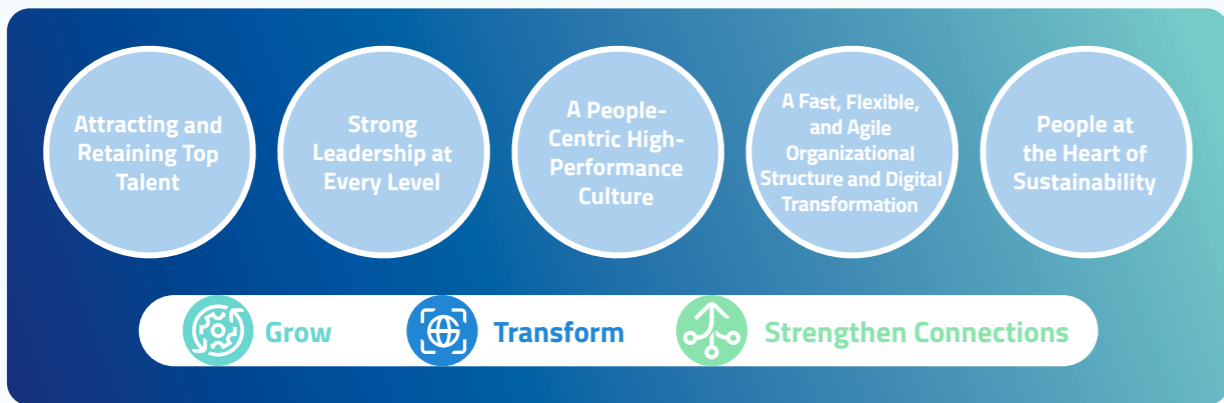 Attracting and
Retaining Top
Talent
Strong
Leadership at
Every Level
A People-
Centric High-
Performance
Culture
A Fast, Flexible,
and Agile
Organizational
Structure and Digital
Transformation
People at
the Heart of
Sustainability
Grow
Transform
Strengthen Connections